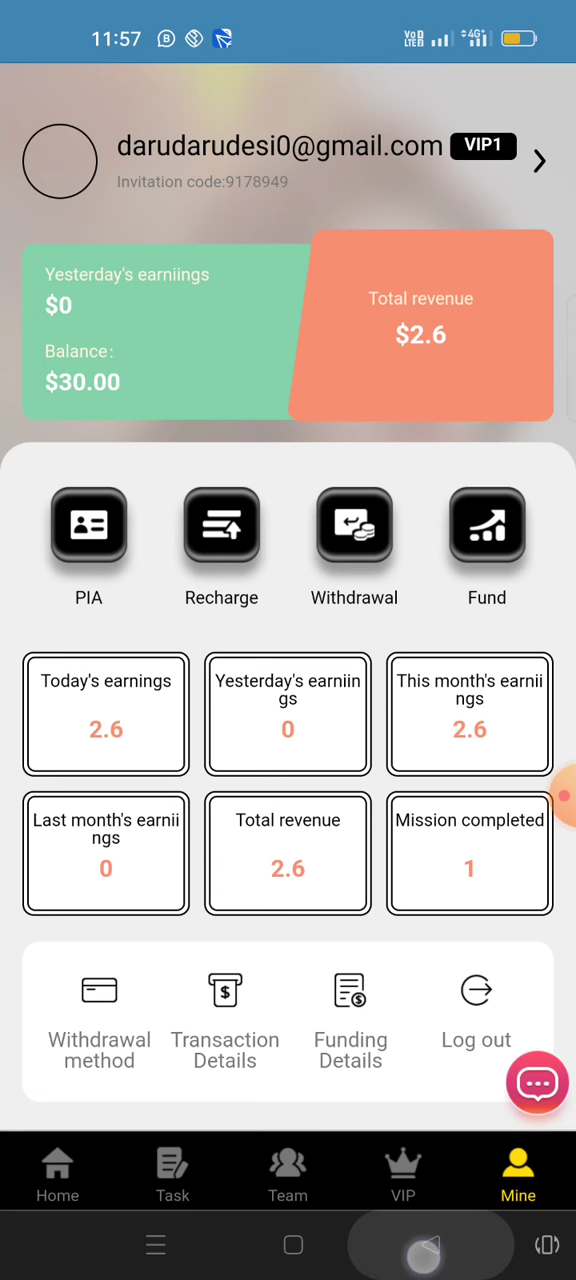 11:57
Vo LTE2
4G+
darudarudesi0@gmail.com VIP1
Invitation code:9178949
Yesterday's earniings
$0
Balance:
$30.00
Total revenue
$2.6
PIA Recharge Withdrawal Fund
Today's earnings
2.6
Yesterday's earniin
gs
0
This month's earnii
ngs
2.6
Last month's earnii
ngs
0
Total revenue
2.6
Mission completed
1
Withdrawal
method
Transaction
Details
Funding
Details
Log out
Home Task Team VIP Mine